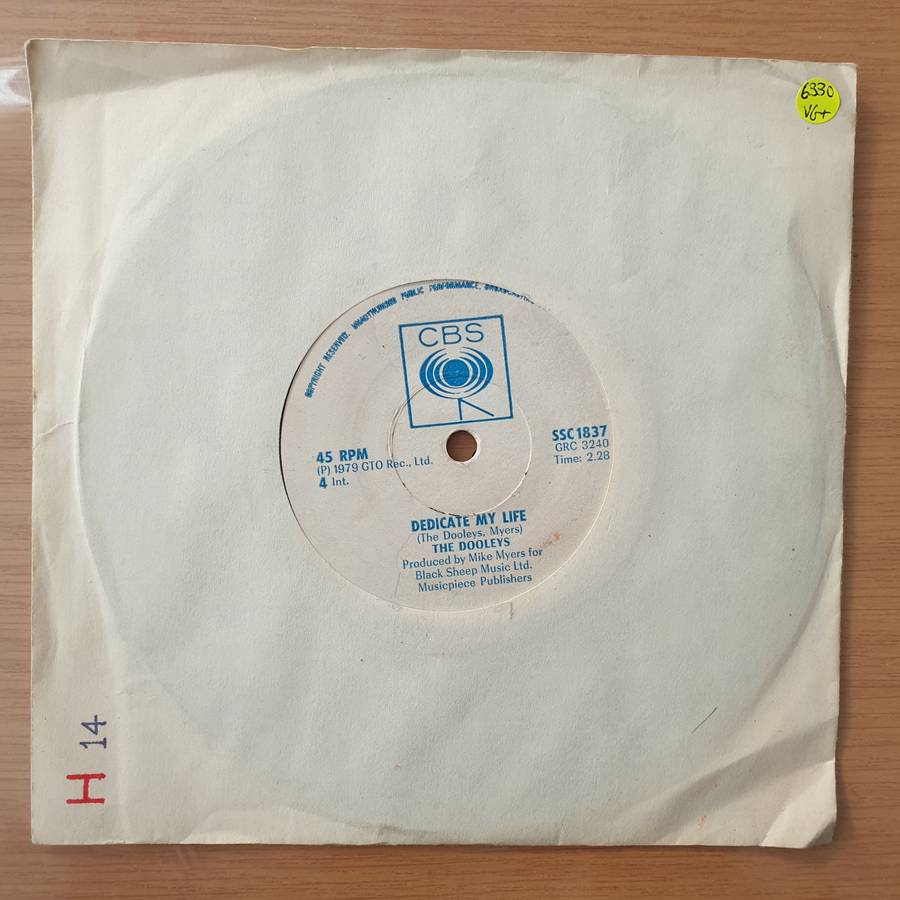 6330
VG+
COPYRIGHT RESERVED. UNAUTHORISED PUBLIC PERFORMANCE, BROADCASTING
CBS
45 RPM
(P) 1979 GTO Rec., Ltd.
4 Int.
SSC1837
GRC 3240
Time: 2.28
DEDICATE MY LIFE
(The Dooleys, Myers)
THE DOOLEYS
Produced by Mike Myers for
Black Sheep Music Ltd.
Musicpiece Publishers
H 14